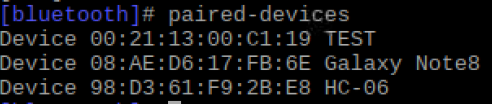 [bluetooth]# paired-devices
Device 00:21:13:00:C1:19 TEST
Device 08:AE:D6:17:FB:6E Galaxy Note8
Device 98:D3:61:F9:2B:E8 HC-06